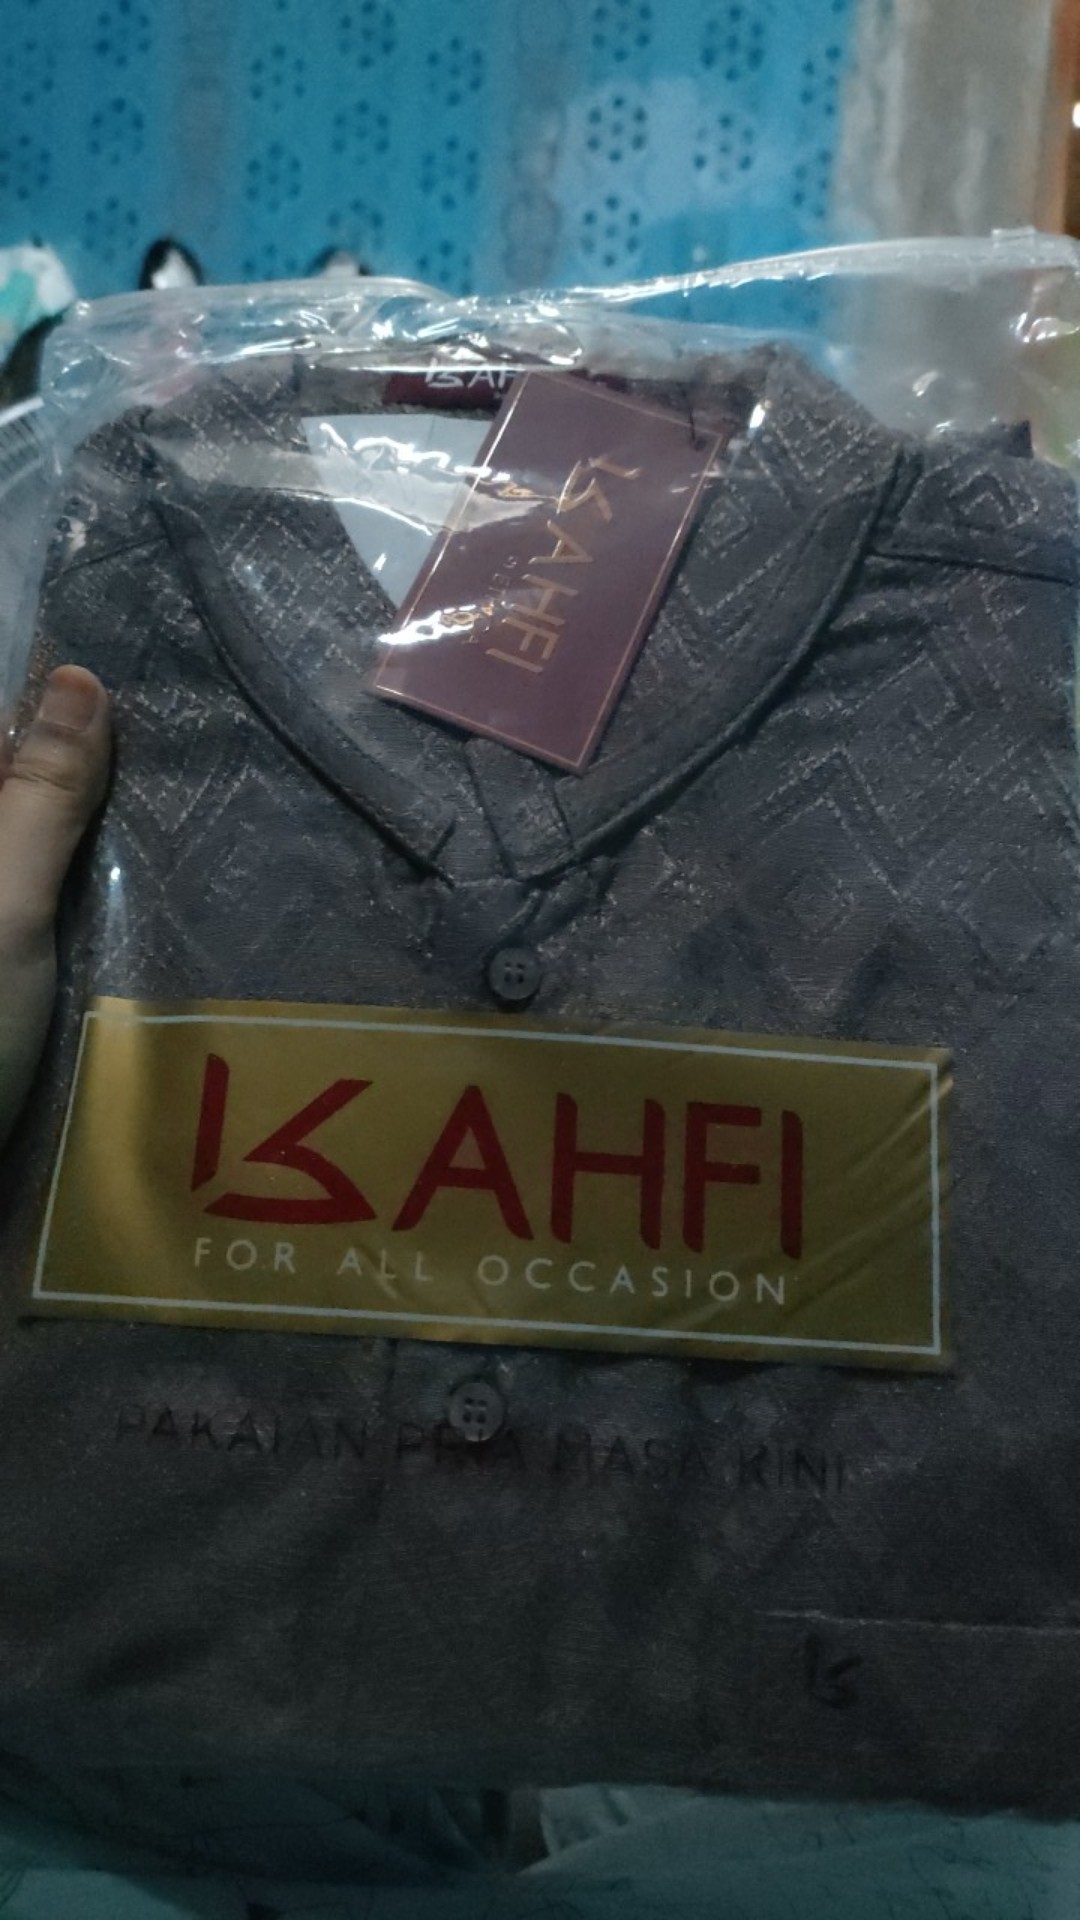 KAHFI
KAHFI
FOR ALL OCCASION
PAKAIAN PRIA MASA KINI
K